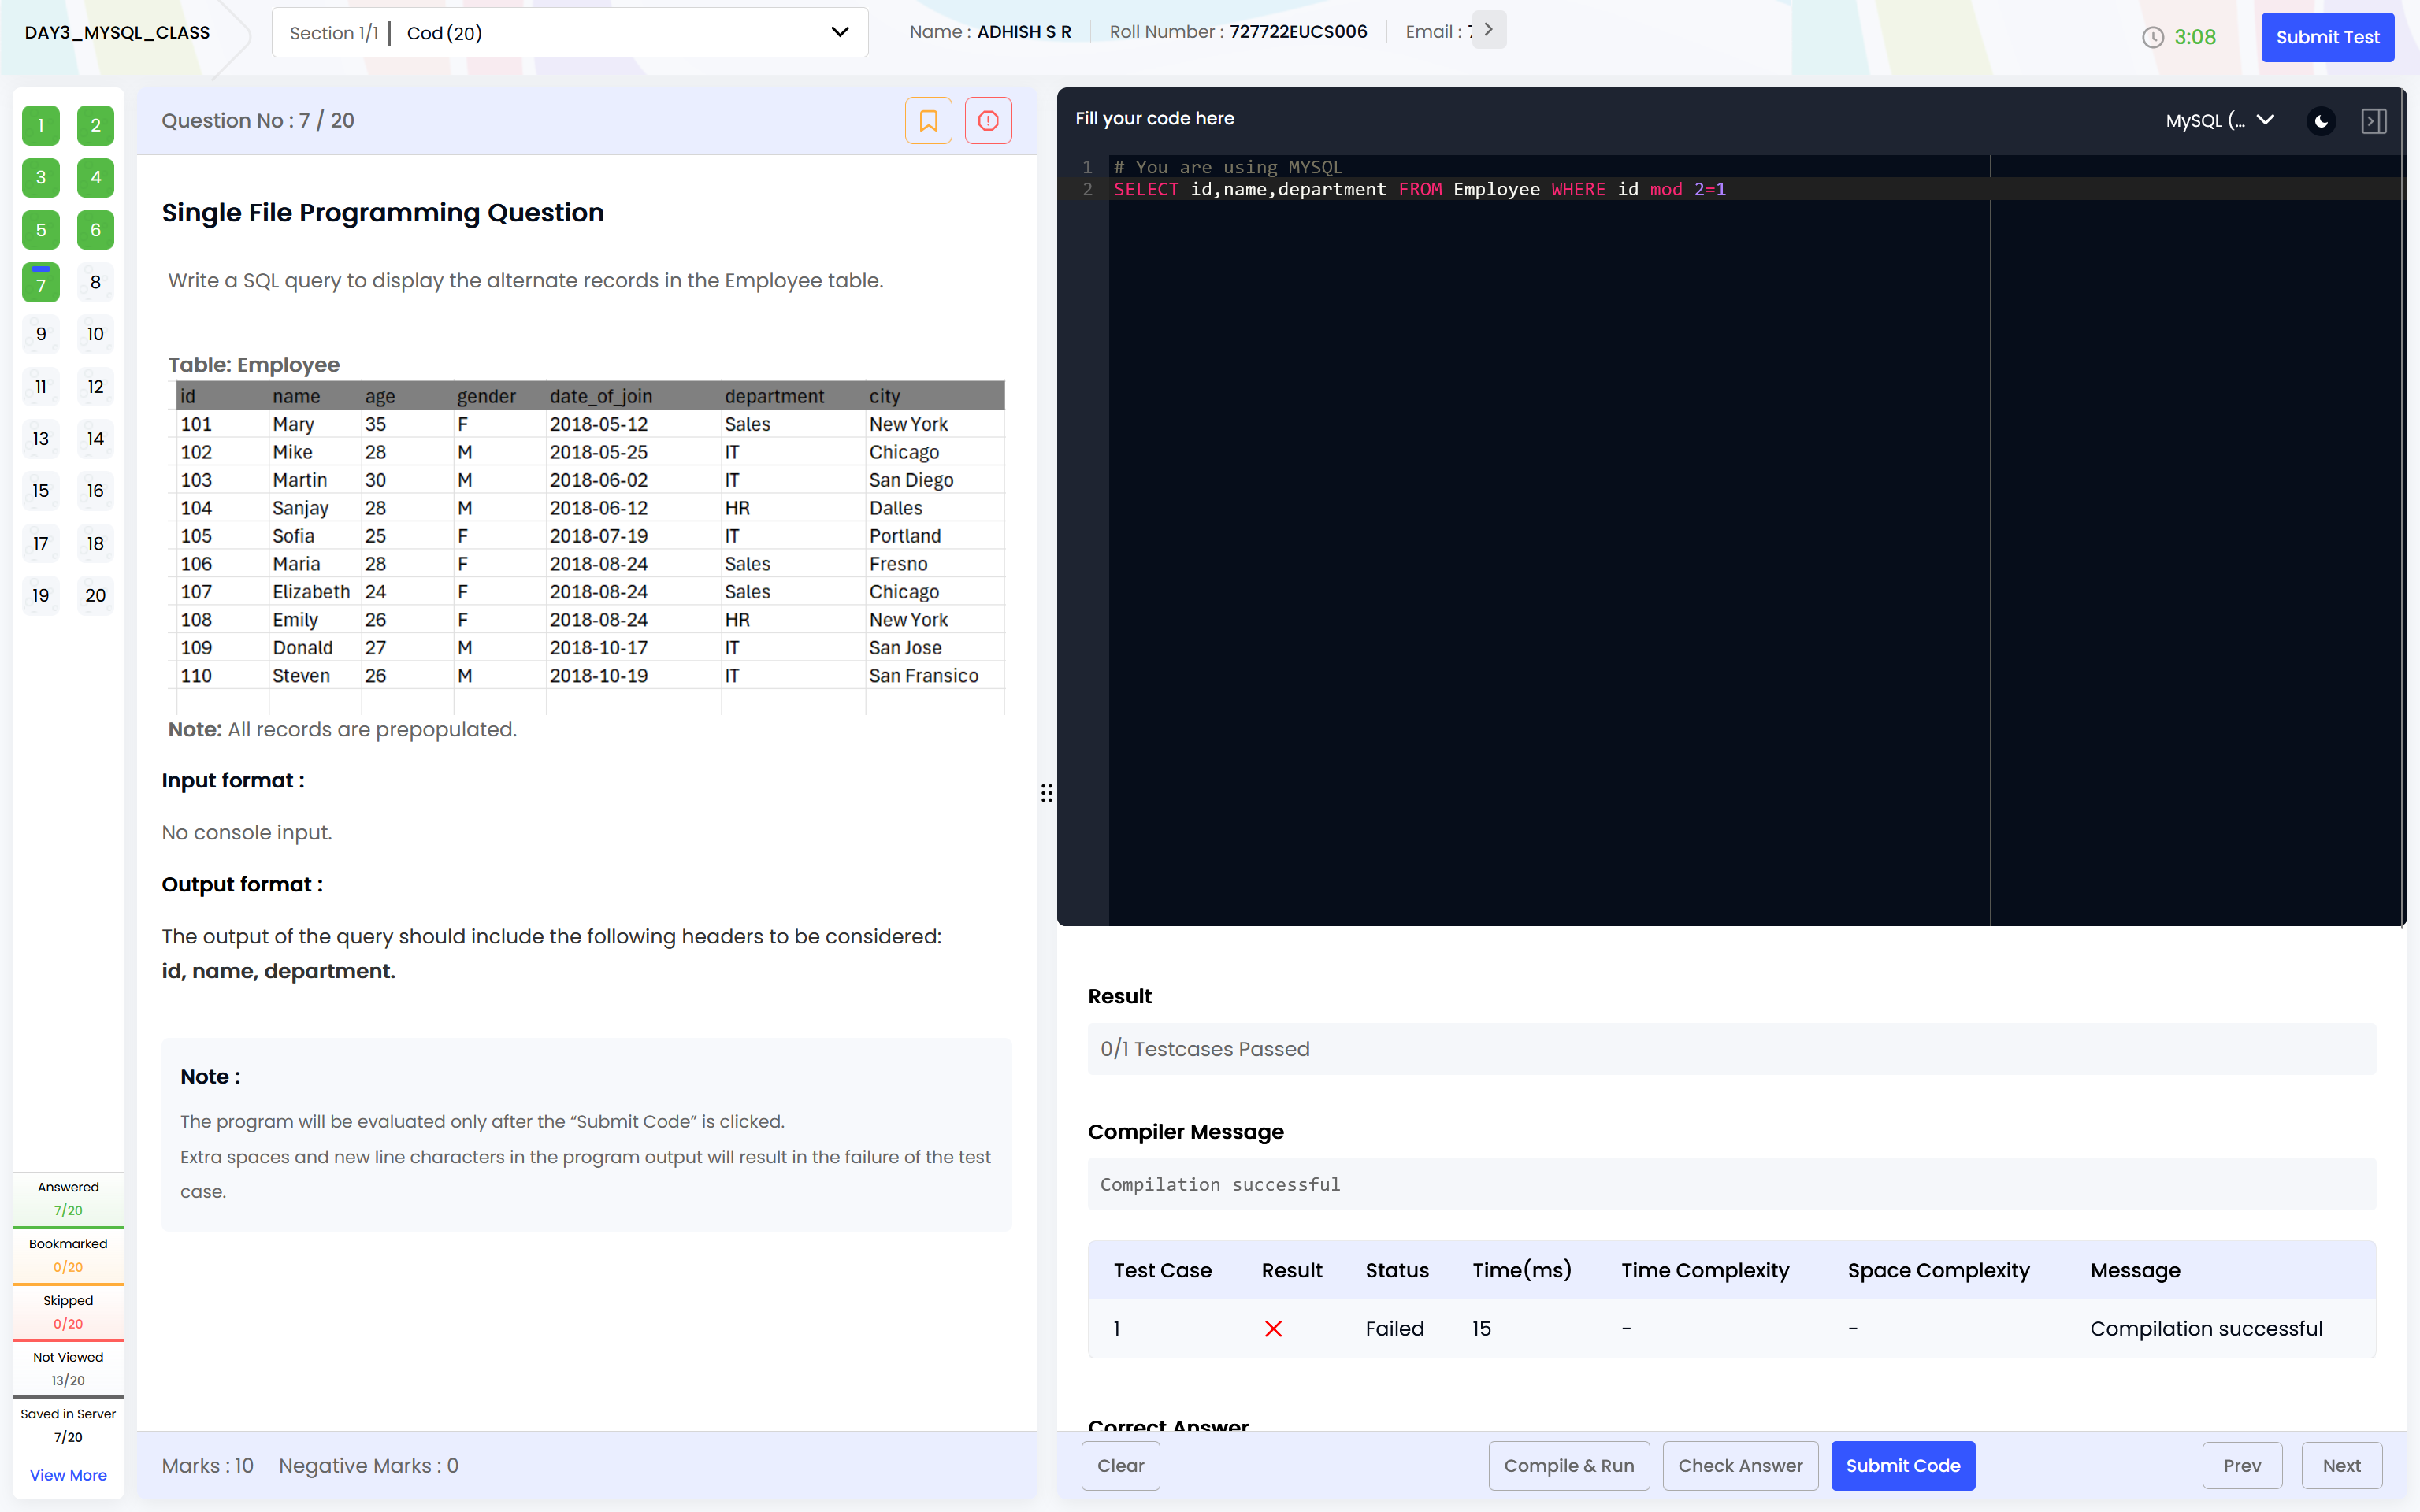 DAY3_MYSQL_CLASS
Section 1/1 | Cod (20)
Name : ADHISH S R
Roll Number : 727722EUCS006
Email :
3:08
Submit Test
1 2
3 4
5 6
7 8
9 10
11 12
13 14
15 16
17 18
19 20
Answered
7/20
Bookmarked
0/20
Skipped
0/20
Not Viewed
13/20
Saved in Server
7/20
View More
Question No : 7 / 20
Single File Programming Question
Write a SQL query to display the alternate records in the Employee table.
Table: Employee
id name age gender date_of_join department city
101 Mary 35 F 2018-05-12 Sales New York
102 Mike 28 M 2018-05-25 IT Chicago
103 Martin 30 M 2018-06-02 IT San Diego
104 Sanjay 28 M 2018-06-12 HR Dalles
105 Sofia 25 F 2018-07-19 IT Portland
106 Maria 28 F 2018-08-24 Sales Fresno
107 Elizabeth 24 F 2018-08-24 Sales Chicago
108 Emily 26 F 2018-08-24 HR New York
109 Donald 27 M 2018-10-17 IT San Jose
110 Steven 26 M 2018-10-19 IT San Fransico
Note: All records are prepopulated.
Input format :
No console input.
Output format :
The output of the query should include the following headers to be considered:
id, name, department.
Note :
The program will be evaluated only after the “Submit Code” is clicked.
Extra spaces and new line characters in the program output will result in the failure of the test
case.
Marks : 10 Negative Marks : 0
Fill your code here
MySQL (...
1 # You are using MYSQL
2 SELECT id,name,department FROM Employee WHERE id mod 2=1
Result
0/1 Testcases Passed
Compiler Message
Compilation successful
Test Case Result Status Time(ms) Time Complexity Space Complexity Message
1 Failed 15 - - Compilation successful
Correct Answer
Clear
Compile & Run
Check Answer
Submit Code
Prev
Next